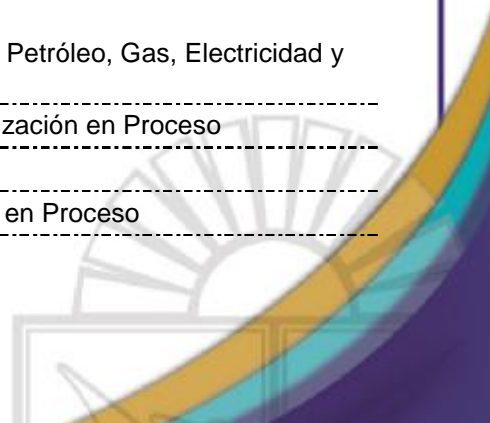 Petróleo, Gas, Electricidad y
zación en Proceso
en Proceso